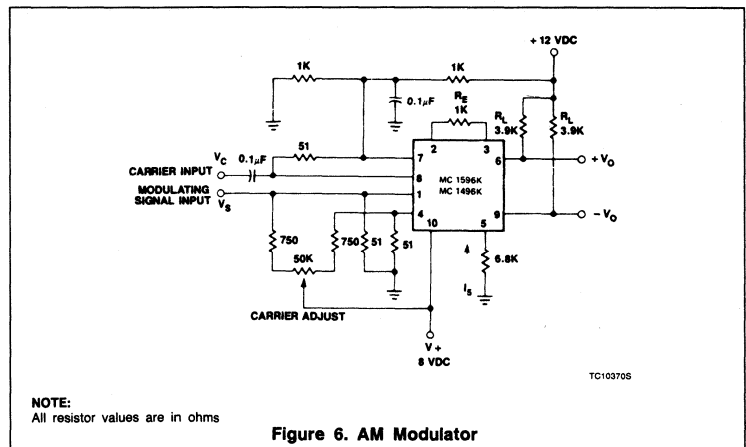 + 12 VDC
1K
1K
0.1μF
RE
1K
RL
3.9K
RL
3.9K
51
VC
0.1μF
2
3
7
6
+ VO
CARRIER INPUT
8
MC 1596K
MC 1496K
MODULATING
SIGNAL INPUT
VS
1
4
10
9
5
- VO
750
750
51
51
6.8K
50K
I5
CARRIER ADJUST
V +
8 VDC
TC10370S
NOTE:
All resistor values are in ohms
Figure 6. AM Modulator